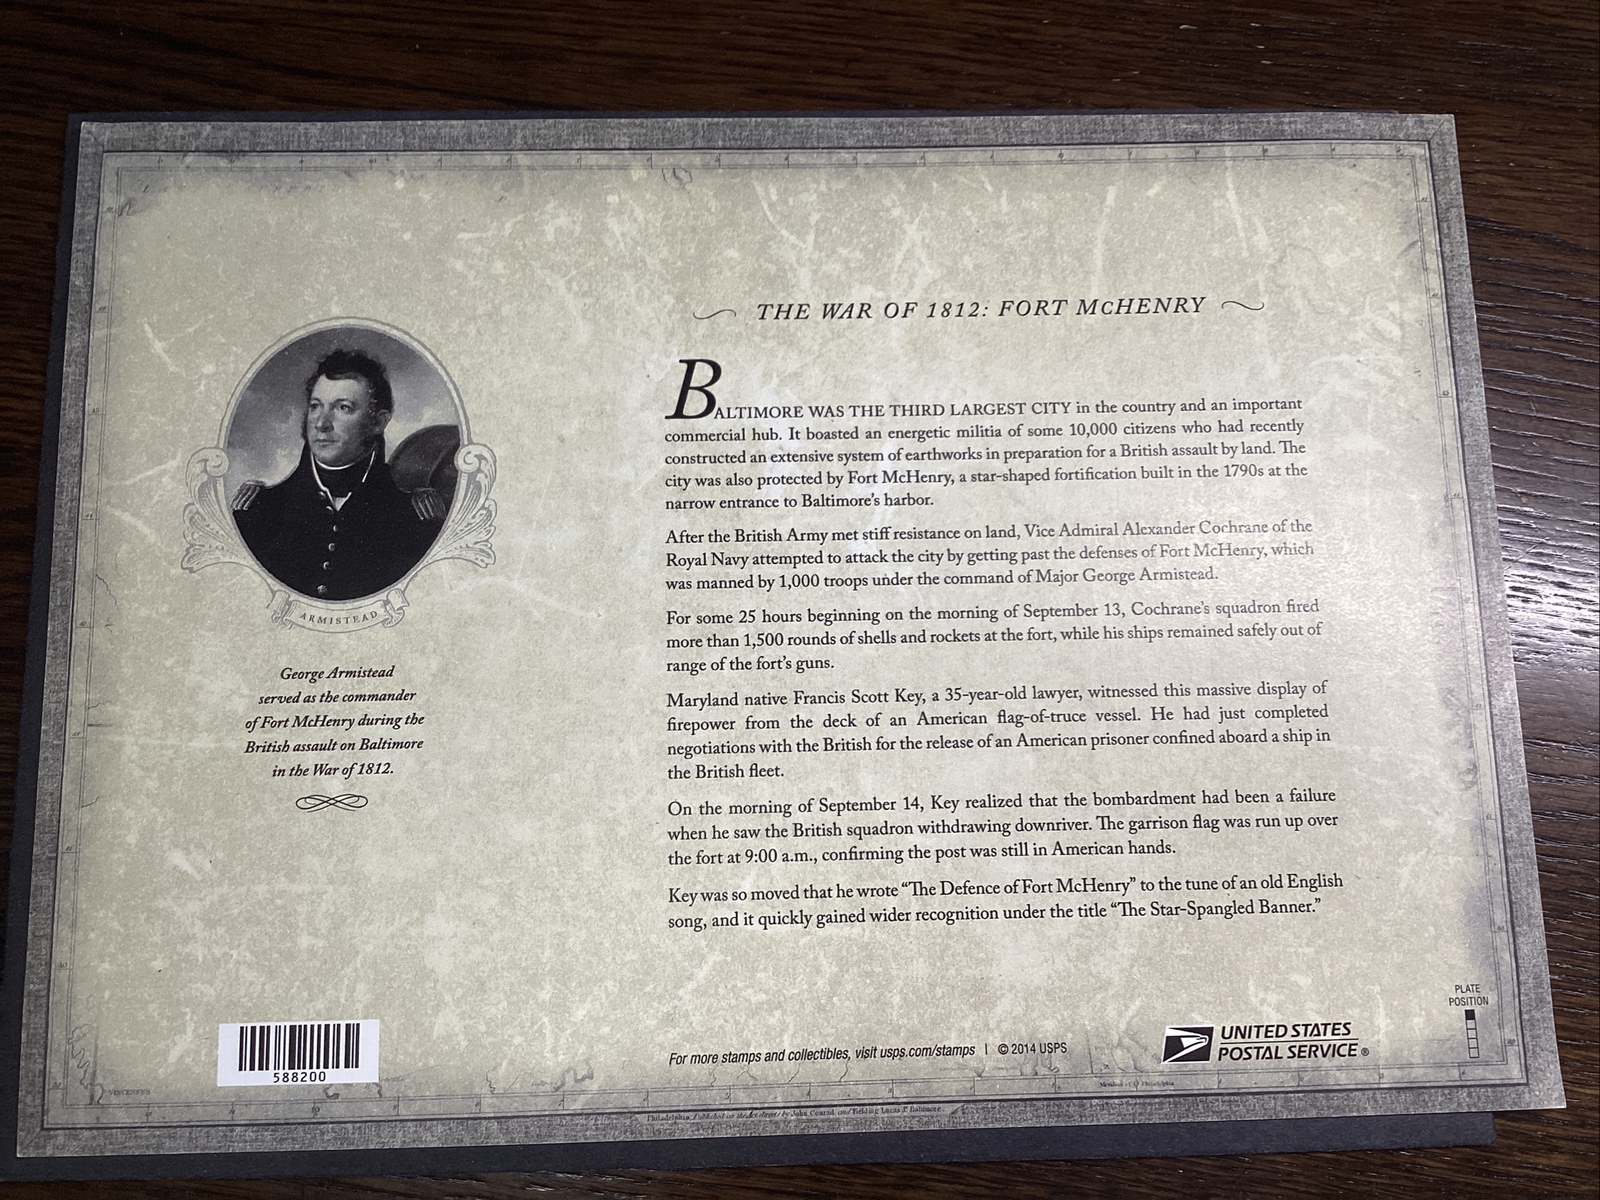 THE WAR OF 1812: FORT McHENRY
BALTIMORE WAS THE THIRD LARGEST CITY in the country and an important
commercial hub. It boasted an energetic militia of some 10,000 citizens who had recently
constructed an extensive system of earthworks in preparation for a British assault by land. The
city was also protected by Fort McHenry, a star-shaped fortification built in the 1790s at the
narrow entrance to Baltimore's harbor.
After the British Army met stiff resistance on land, Vice Admiral Alexander Cochrane of the
Royal Navy attempted to attack the city by getting past the defenses of Fort McHenry, which
was manned by 1,000 troops under the command of Major George Armistead.
For some 25 hours beginning on the morning of September 13, Cochrane's squadron fired
more than 1,500 rounds of shells and rockets at the fort, while his ships remained safely out of
range of the fort's guns.
Maryland native Francis Scott Key, a 35-year-old lawyer, witnessed this massive display of
firepower from the deck of an American flag-of-truce vessel. He had just completed
negotiations with the British for the release of an American prisoner confined aboard a ship in
the British fleet.
On the morning of September 14, Key realized that the bombardment had been a failure
when he saw the British squadron withdrawing downriver. The garrison flag was run up over
the fort at 9:00 a.m., confirming the post was still in American hands.
Key was so moved that he wrote “The Defence of Fort McHenry” to the tune of an old English
song, and it quickly gained wider recognition under the title “The Star-Spangled Banner.”
ARMISTEAD
George Armistead
served as the commander
of Fort McHenry during the
British assault on Baltimore
in the War of 1812.
588200
For more stamps and collectibles, visit usps.com/stamps | © 2014 USPS
UNITED STATES
POSTAL SERVICE®
PLATE
POSITION
VINCENNES
Philadelphia, Published as the Act directs by John Conrad, and Fielding Lucas Jr. Baltimore.